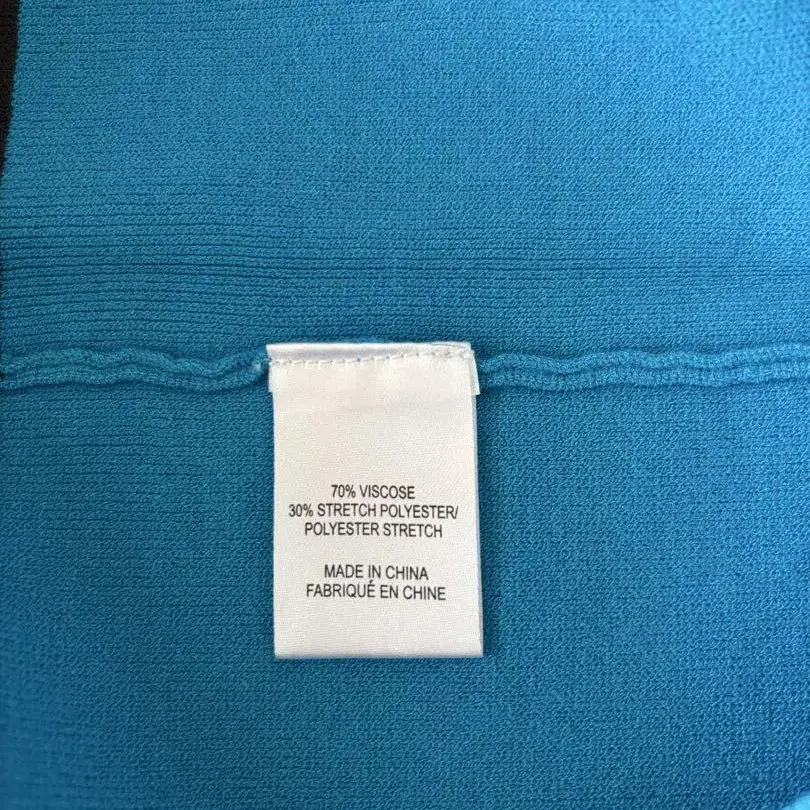 70% VISCOSE
30% STRETCH POLYESTER/
POLYESTER STRETCH
MADE IN CHINA
FABRIQUÉ EN CHINE